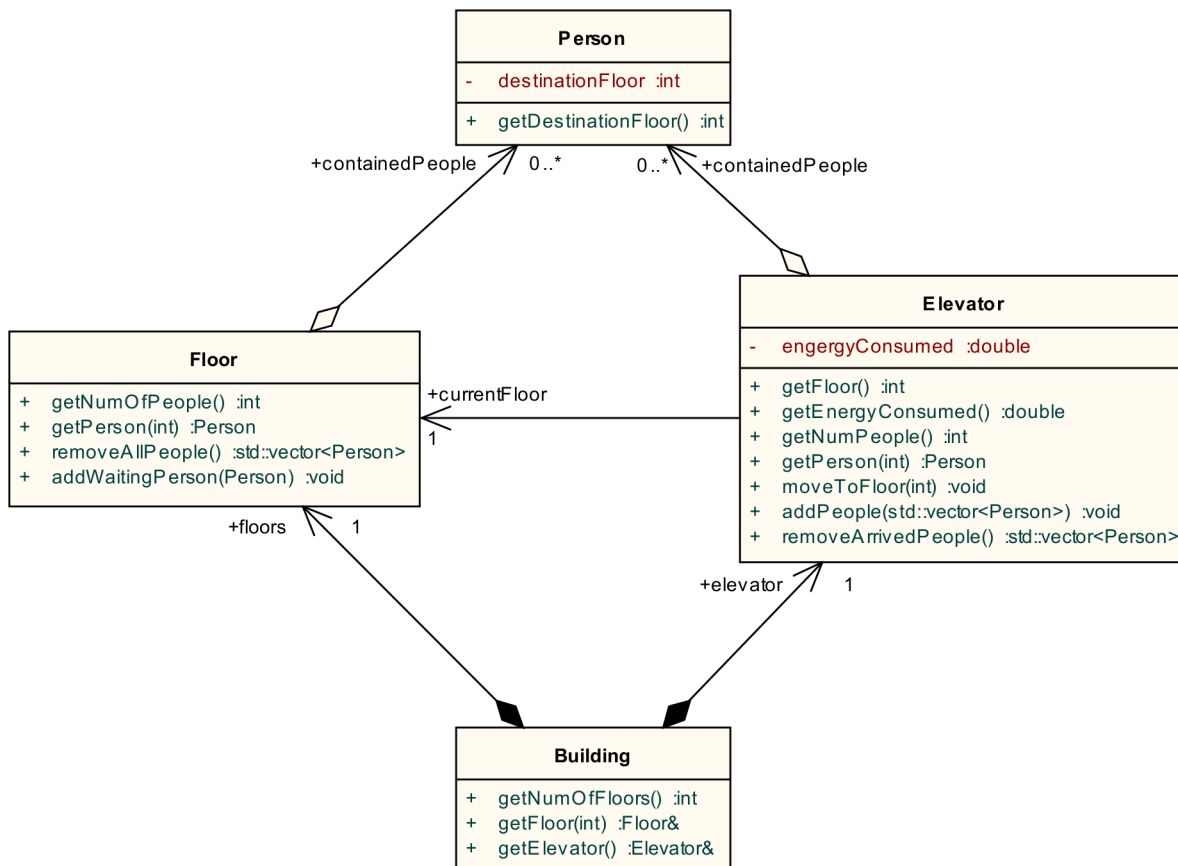 Person
- destinationFloor :int
+ getDestinationFloor() :int
+containedPeople
0..*
0..*
+containedPeople
Elevator
- engergyConsumed :double
+ getFloor() :int
+ getEnergyConsumed() :double
+ getNumPeople() :int
+ getPerson(int) :Person
+ moveToFloor(int) :void
+ addPeople(std::vector<Person>) :void
+ removeArrivedPeople() :std::vector<Person>
Floor
+ getNumOfPeople() :int
+ getPerson(int) :Person
+ removeAllPeople() :std::vector<Person>
+ addWaitingPerson(Person) :void
+currentFloor
1
+floors
1
+elevator
1
Building
+ getNumOfFloors() :int
+ getFloor(int) :Floor&
+ getElevator() :Elevator&